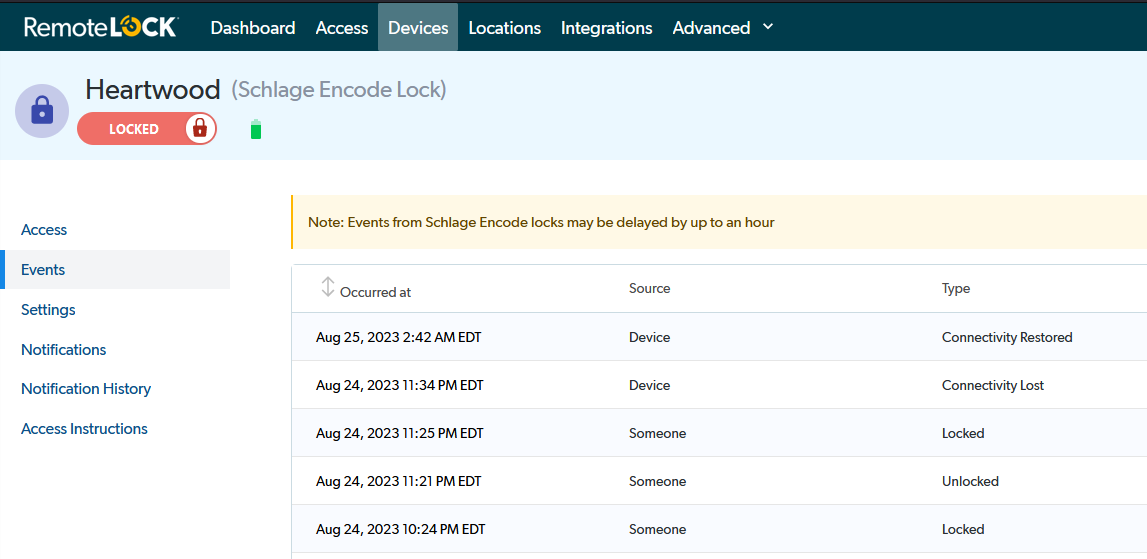 RemoteLOCK Dashboard Access Devices Locations Integrations Advanced
Heartwood (Schlage Encode Lock)
LOCKED
Access
Events
Settings
Notifications
Notification History
Access Instructions
Note: Events from Schlage Encode locks may be delayed by up to an hour
Occurred at Source Type
Aug 25, 2023 2:42 AM EDT Device Connectivity Restored
Aug 24, 2023 11:34 PM EDT Device Connectivity Lost
Aug 24, 2023 11:25 PM EDT Someone Locked
Aug 24, 2023 11:21 PM EDT Someone Unlocked
Aug 24, 2023 10:24 PM EDT Someone Locked